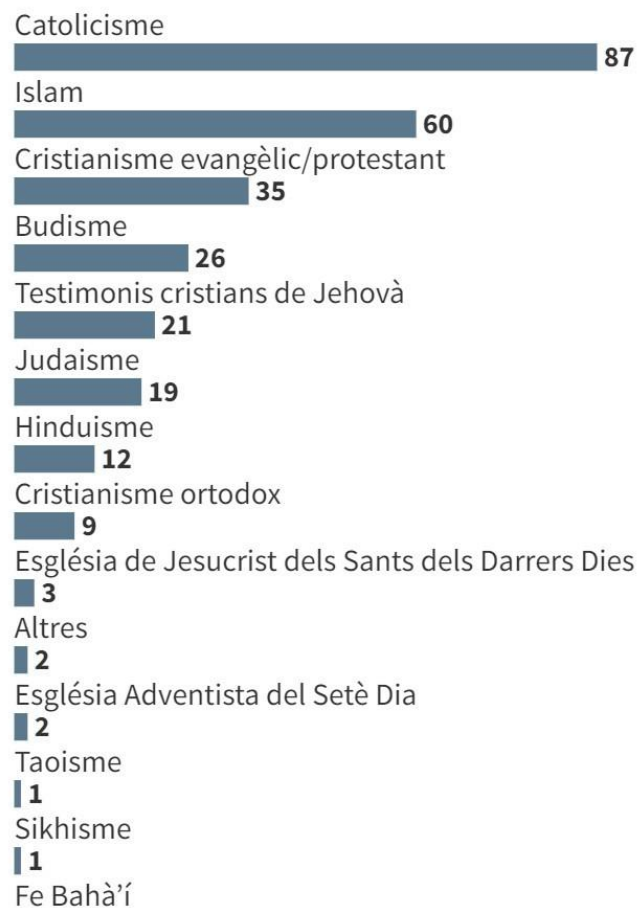 Catolicisme
87
Islam
60
Cristianisme evangèlic/protestant
35
Budisme
26
Testimonis cristians de Jehovà
21
Judaisme
19
Hinduisme
12
Cristianisme ortodox
9
Església de Jesucrist dels Sants dels Darrers Dies
3
Altres
2
Església Adventista del Setè Dia
2
Taoisme
1
Sikhisme
1
Fe Bahà’í